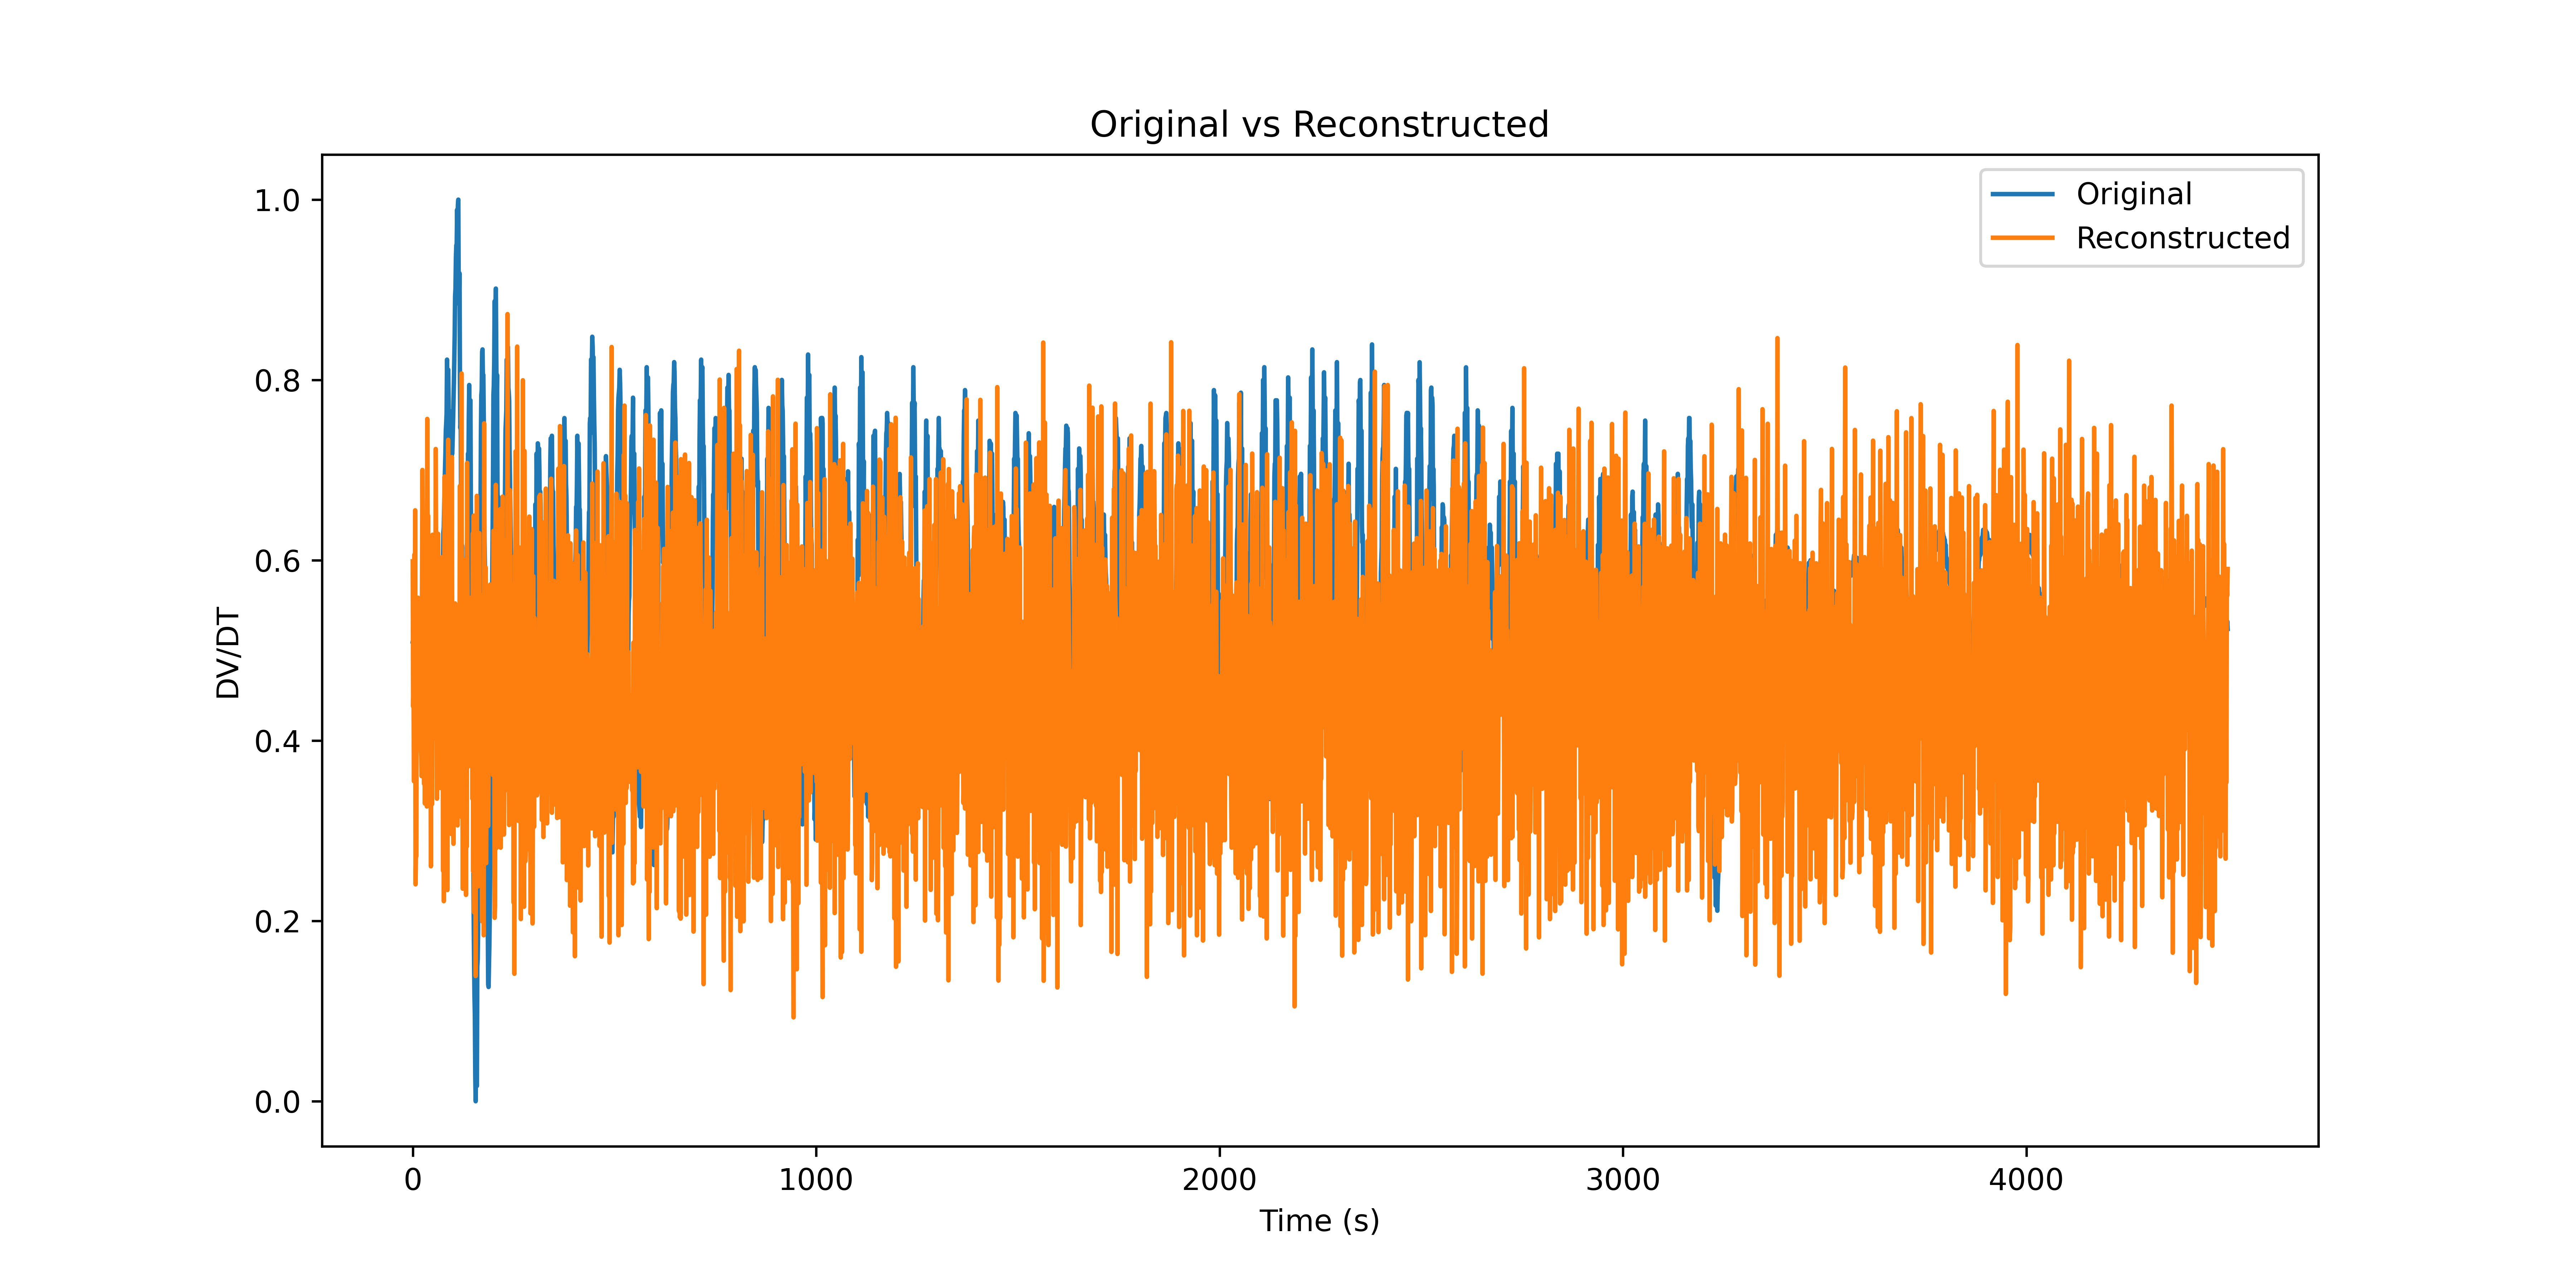 Original vs Reconstructed
Original
Reconstructed
1.0
0.8
0.6
0.4
0.2
0.0
DV/DT
0 1000 2000 3000 4000
Time (s)